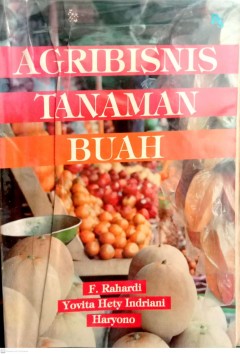 AGRIBISNIS
TANAMAN
BUAH
F. Rahardi
Yovita Hety Indriani
Haryono